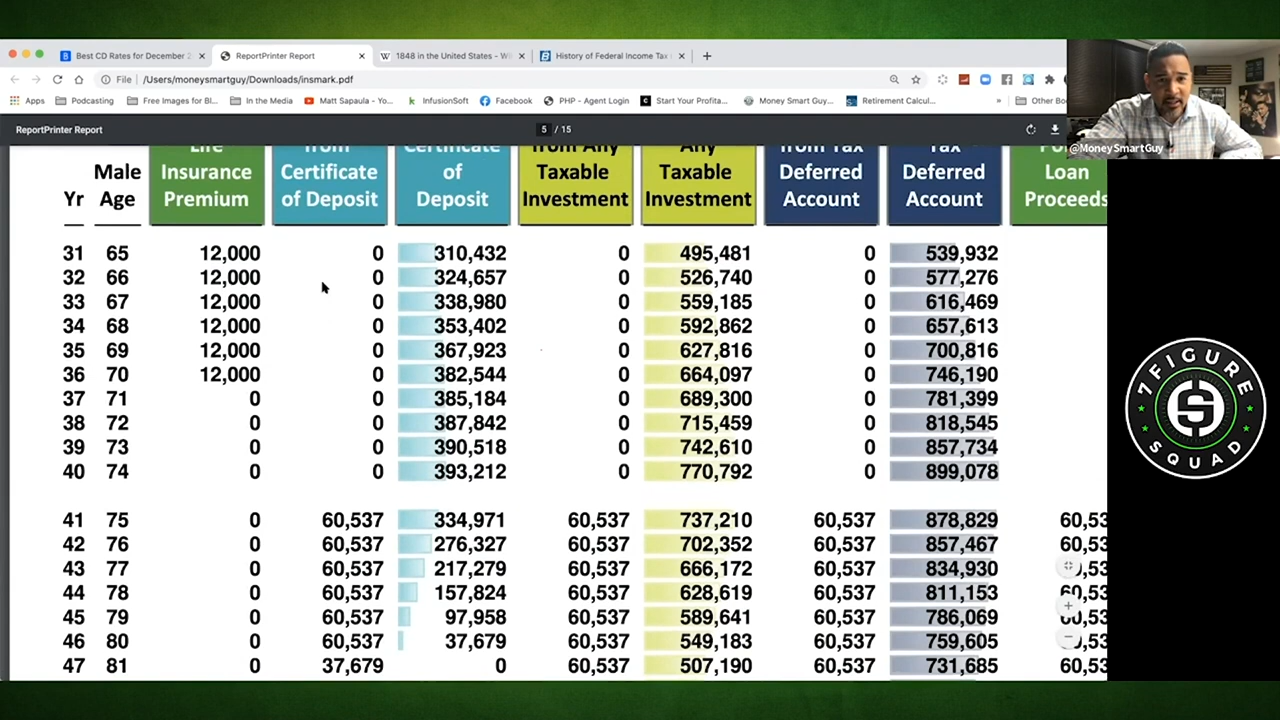 Best CD Rates for December 2
ReportPrinter Report
1848 in the United States - Wi
History of Federal Income Tax
File /Users/moneysmartguy/Downloads/insmark.pdf
Apps Podcasting Free Images for Bl... In the Media Matt Sapaula - Yo... InfusionSoft Facebook PHP - Agent Login Start Your Profita... Money Smart Guy... Retirement Calcul... » Other Bo
@MoneySmartGuy
ReportPrinter Report 5 / 15
Life from Certificate from Any Any from Tax Tax
Male Insurance Certificate of Taxable Taxable Deferred Deferred Loan
Yr Age Premium of Deposit Deposit Investment Investment Account Account Proceeds
31 65 12,000 0 310,432 0 495,481 0 539,932
32 66 12,000 0 324,657 0 526,740 0 577,276
33 67 12,000 0 338,980 0 559,185 0 616,469
34 68 12,000 0 353,402 0 592,862 0 657,613
35 69 12,000 0 367,923 0 627,816 0 700,816
36 70 12,000 0 382,544 0 664,097 0 746,190
37 71 0 0 385,184 0 689,300 0 781,399
38 72 0 0 387,842 0 715,459 0 818,545
39 73 0 0 390,518 0 742,610 0 857,734
40 74 0 0 393,212 0 770,792 0 899,078
41 75 0 60,537 334,971 60,537 737,210 60,537 878,829 60,53
42 76 0 60,537 276,327 60,537 702,352 60,537 857,467 60,53
43 77 0 60,537 217,279 60,537 666,172 60,537 834,930 ,53
44 78 0 60,537 157,824 60,537 628,619 60,537 811,153 60,53
45 79 0 60,537 97,958 60,537 589,641 60,537 786,069 ,53
46 80 0 60,537 37,679 60,537 549,183 60,537 759,605 ,53
47 81 0 37,679 0 60,537 507,190 60,537 731,685 60,53
7FIGURE
SQUAD